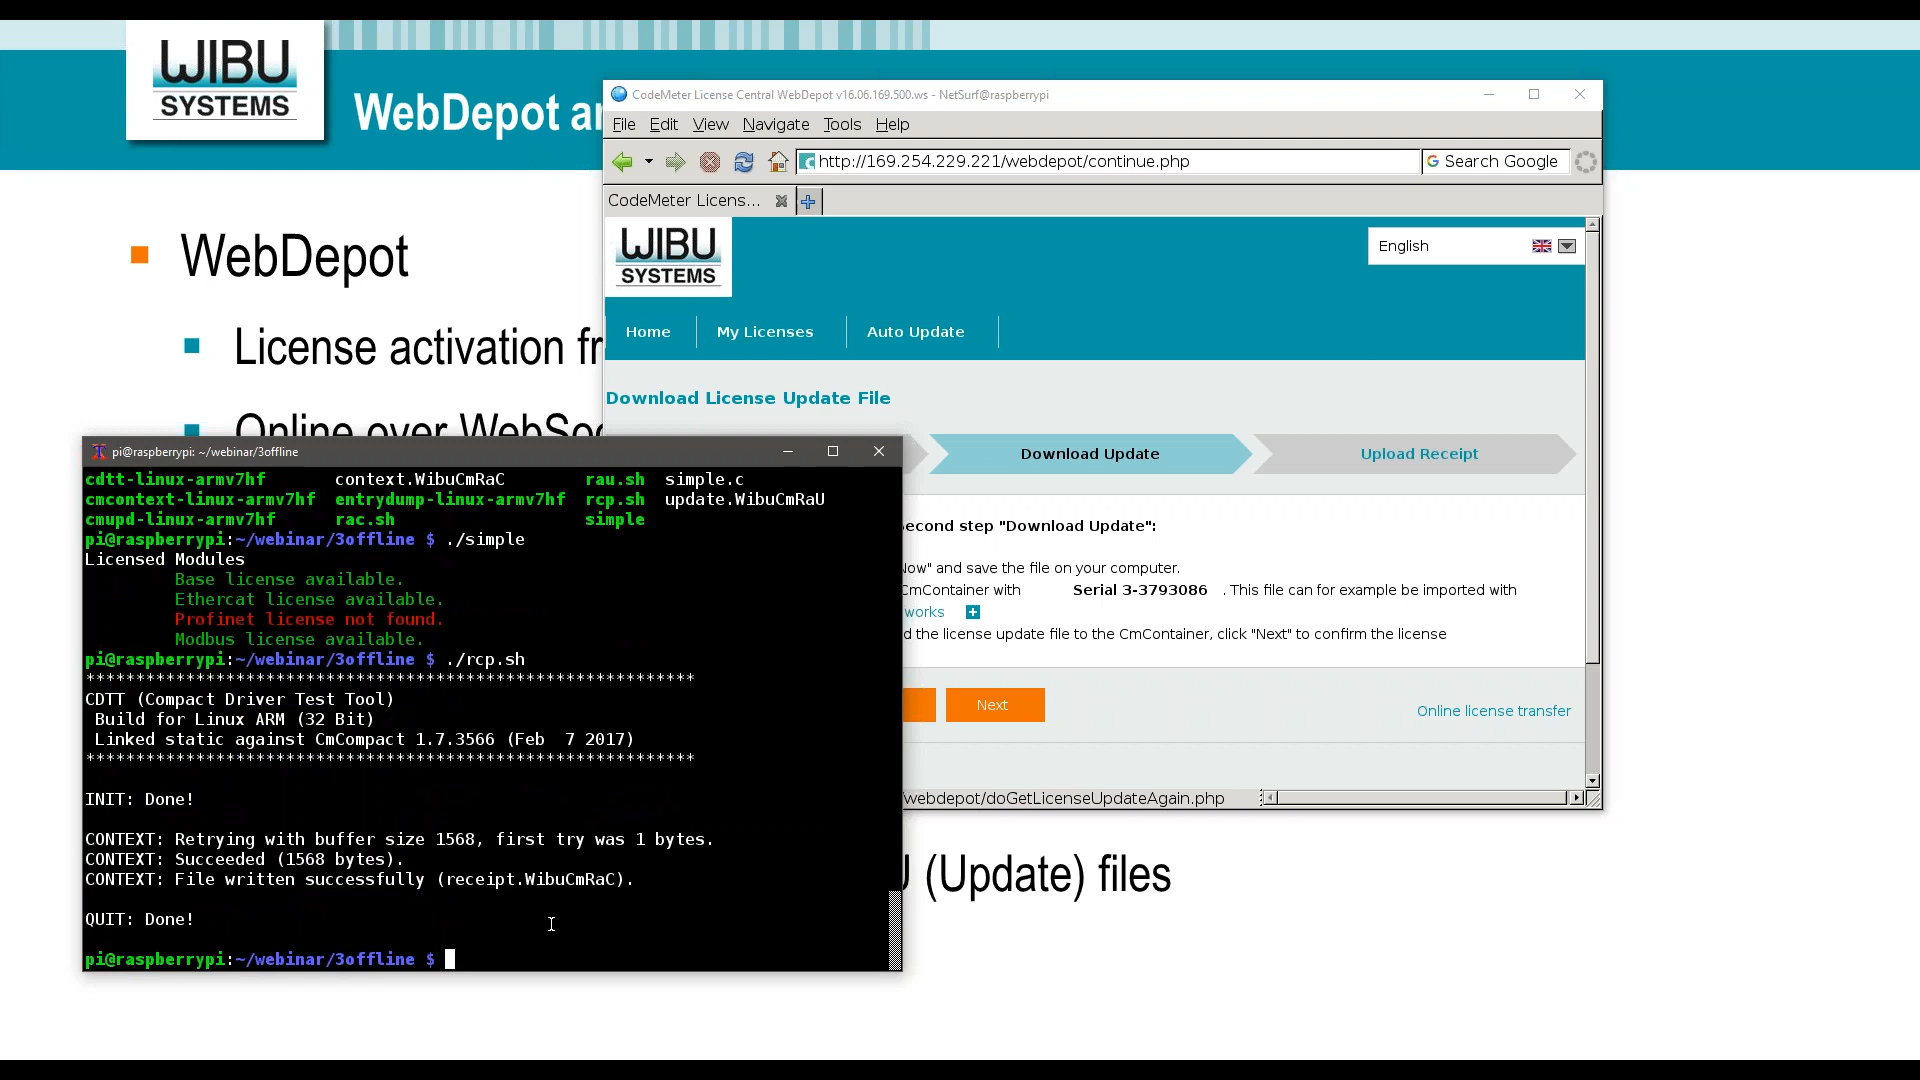 WIBU
SYSTEMS
WebDepot
WebDepot
License activation
Online over
(Update) files
CodeMeter License Central WebDepot v16.06.169.500.ws - NetSurf@raspberrypi
File Edit View Navigate Tools Help
http://169.254.229.221/webdepot/continue.php
Search Google
CodeMeter Licens...
WIBU
SYSTEMS
English
Home My Licenses Auto Update
Download License Update File
Download Update Upload Receipt
econd step "Download Update":
Now" and save the file on your computer.
CmContainer with Serial 3-3793086 . This file can for example be imported with
works
d the license update file to the CmContainer, click "Next" to confirm the license
Next
Online license transfer
/webdepot/doGetLicenseUpdateAgain.php
pi@raspberrypi: ~/webinar/3offline
cdtt-linux-armv7hf context.WibuCmRaC rau.sh simple.c
cmcontext-linux-armv7hf entrydump-linux-armv7hf rcp.sh update.WibuCmRaU
cmupd-linux-armv7hf rac.sh simple
pi@raspberrypi:~/webinar/3offline $ ./simple
Licensed Modules
Base license available.
Ethercat license available.
Profinet license not found.
Modbus license available.
pi@raspberrypi:~/webinar/3offline $ ./rcp.sh
*************************************************************
CDTT (Compact Driver Test Tool)
Build for Linux ARM (32 Bit)
Linked static against CmCompact 1.7.3566 (Feb  7 2017)
*************************************************************
INIT: Done!
CONTEXT: Retrying with buffer size 1568, first try was 1 bytes.
CONTEXT: Succeeded (1568 bytes).
CONTEXT: File written successfully (receipt.WibuCmRaC).
QUIT: Done!
pi@raspberrypi:~/webinar/3offline $